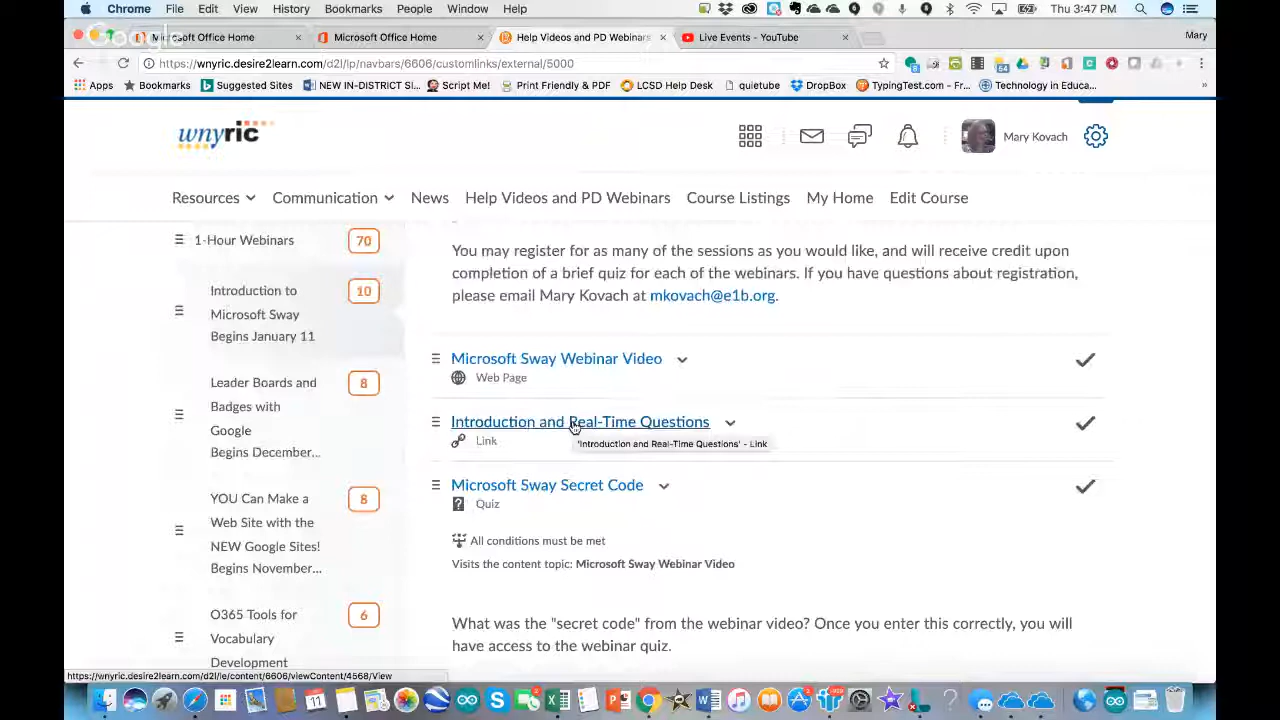 Chrome File Edit View History Bookmarks People Window Help Thu 3:47 PM
Google
Microsoft Office Home Microsoft Office Home Help Videos and PD Webinars Live Events - YouTube Mary
https://wnyric.desire2learn.com/d2l/lp/navbars/6606/customlinks/external/5000
Apps Bookmarks Suggested Sites NEW IN-DISTRICT SI... Script Me! Print Friendly & PDF LCSD Help Desk quietube DropBox TypingTest.com - Fr... Technology in Educa... »
wnyric
Mary Kovach
Resources Communication News Help Videos and PD Webinars Course Listings My Home Edit Course
1-Hour Webinars 70
Introduction to
Microsoft Sway
Begins January 11
10
Leader Boards and
Badges with
Google
Begins December...
8
YOU Can Make a
Web Site with the
NEW Google Sites!
Begins November...
8
O365 Tools for
Vocabulary
Development
6
You may register for as many of the sessions as you would like, and will receive credit upon
completion of a brief quiz for each of the webinars. If you have questions about registration,
please email Mary Kovach at mkovach@e1b.org.
Microsoft Sway Webinar Video
Web Page
Introduction and Real-Time Questions
Link
'Introduction and Real-Time Questions' - Link
Microsoft Sway Secret Code
Quiz
All conditions must be met
Visits the content topic: Microsoft Sway Webinar Video
What was the "secret code" from the webinar video? Once you enter this correctly, you will
have access to the webinar quiz.
https://wnyric.desire2learn.com/d2l/le/content/6606/viewContent/4568/View